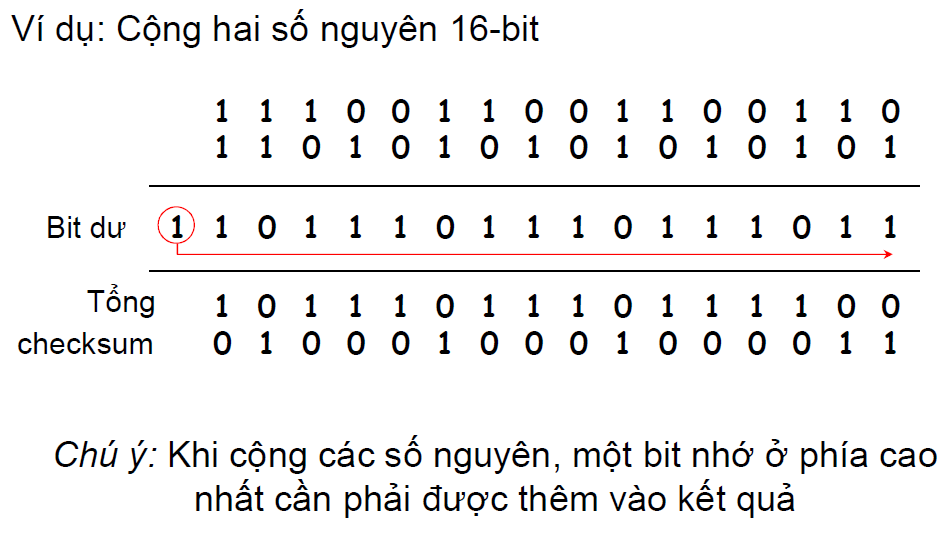 Ví dụ: Cộng hai số nguyên 16-bit
1 1 1 0 0 1 1 0 0 1 1 0 0 1 1 0
1 1 0 1 0 1 0 1 0 1 0 1 0 1 0 1
Bit dư 1 1 0 1 1 1 0 1 1 1 0 1 1 1 0 1 1
Tổng 1 0 1 1 1 0 1 1 1 0 1 1 1 1 0 0
checksum 0 1 0 0 0 1 0 0 0 1 0 0 0 0 1 1
Chú ý: Khi cộng các số nguyên, một bit nhớ ở phía cao
nhất cần phải được thêm vào kết quả